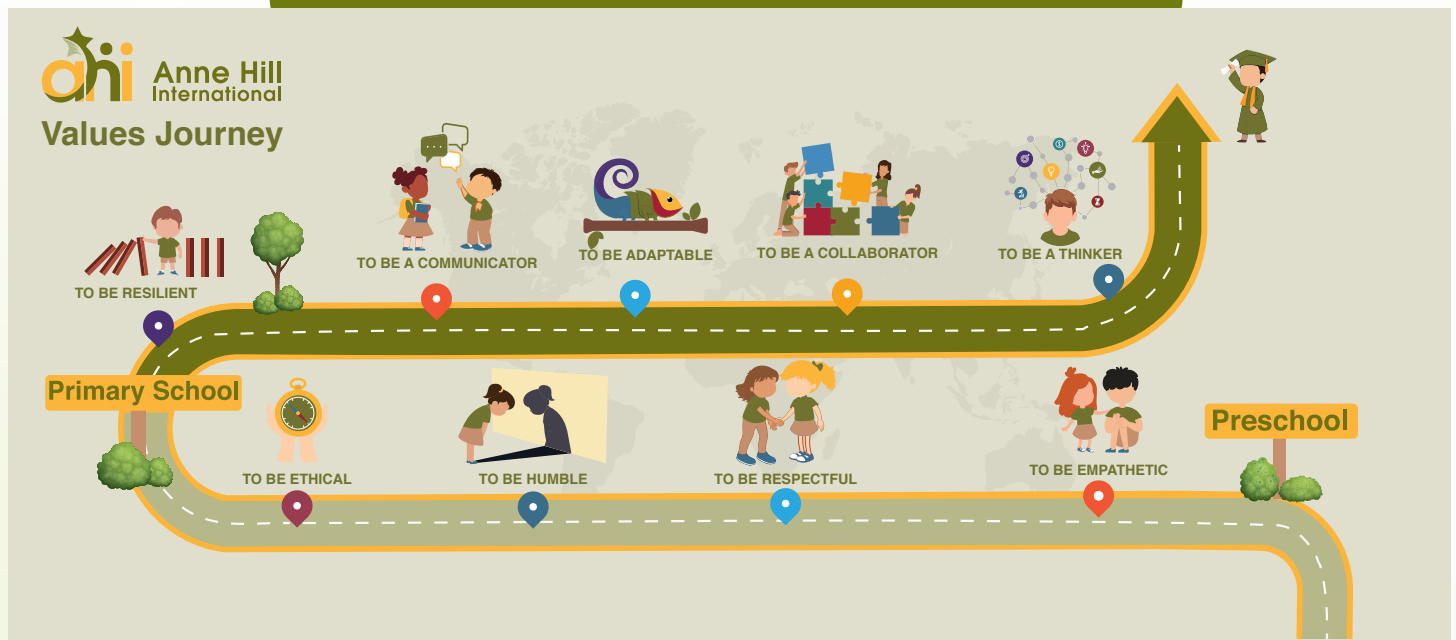 ahi
Anne Hill
International
Values Journey
TO BE RESILIENT
TO BE A COMMUNICATOR
TO BE ADAPTABLE
TO BE A COLLABORATOR
TO BE A THINKER
Primary School
TO BE ETHICAL
TO BE HUMBLE
TO BE RESPECTFUL
TO BE EMPATHETIC
Preschool